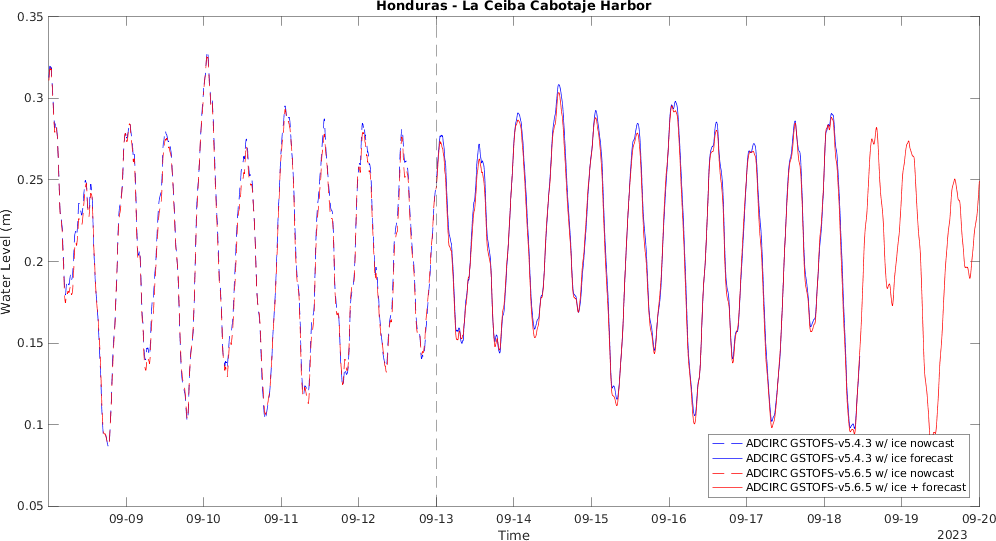 Honduras - La Ceiba Cabotaje Harbor
0.35
0.3
0.25
0.2
0.15
0.1
0.05
Water Level (m)
ADCIRC GSTOFS-v5.4.3 w/ ice nowcast
ADCIRC GSTOFS-v5.4.3 w/ ice forecast
ADCIRC GSTOFS-v5.6.5 w/ ice nowcast
ADCIRC GSTOFS-v5.6.5 w/ ice + forecast
09-09 09-10 09-11 09-12 09-13 09-14 09-15 09-16 09-17 09-18 09-19 09-20
Time
2023